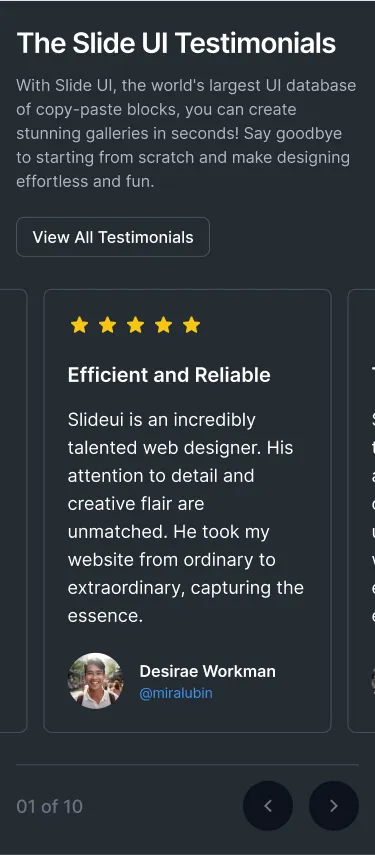 The Slide UI Testimonials
With Slide UI, the world's largest UI database
of copy-paste blocks, you can create
stunning galleries in seconds! Say goodbye
to starting from scratch and make designing
effortless and fun.
View All Testimonials
Efficient and Reliable
Slideui is an incredibly
talented web designer. His
attention to detail and
creative flair are
unmatched. He took my
website from ordinary to
extraordinary, capturing the
essence.
Desirae Workman
@miralubin
01 of 10